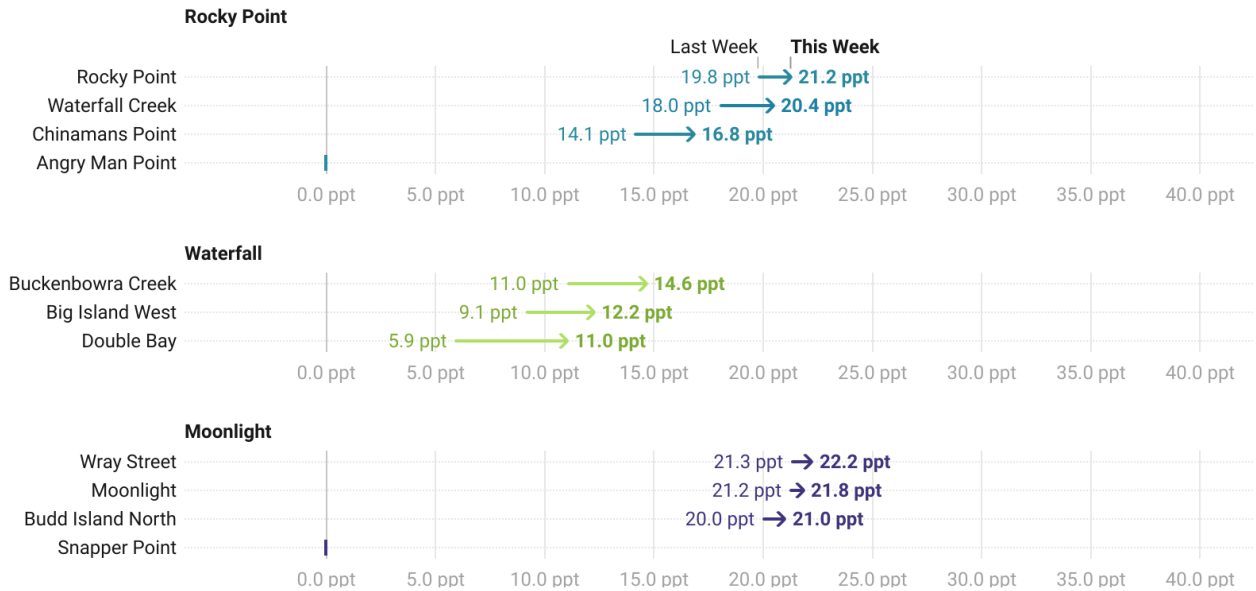 Rocky Point
Last Week This Week
Rocky Point 19.8 ppt 21.2 ppt
Waterfall Creek 18.0 ppt 20.4 ppt
Chinamans Point 14.1 ppt 16.8 ppt
Angry Man Point
0.0 ppt 5.0 ppt 10.0 ppt 15.0 ppt 20.0 ppt 25.0 ppt 30.0 ppt 35.0 ppt 40.0 ppt
Waterfall
Buckenbowra Creek 11.0 ppt 14.6 ppt
Big Island West 9.1 ppt 12.2 ppt
Double Bay 5.9 ppt 11.0 ppt
0.0 ppt 5.0 ppt 10.0 ppt 15.0 ppt 20.0 ppt 25.0 ppt 30.0 ppt 35.0 ppt 40.0 ppt
Moonlight
Wray Street 21.3 ppt 22.2 ppt
Moonlight 21.2 ppt 21.8 ppt
Budd Island North 20.0 ppt 21.0 ppt
Snapper Point
0.0 ppt 5.0 ppt 10.0 ppt 15.0 ppt 20.0 ppt 25.0 ppt 30.0 ppt 35.0 ppt 40.0 ppt